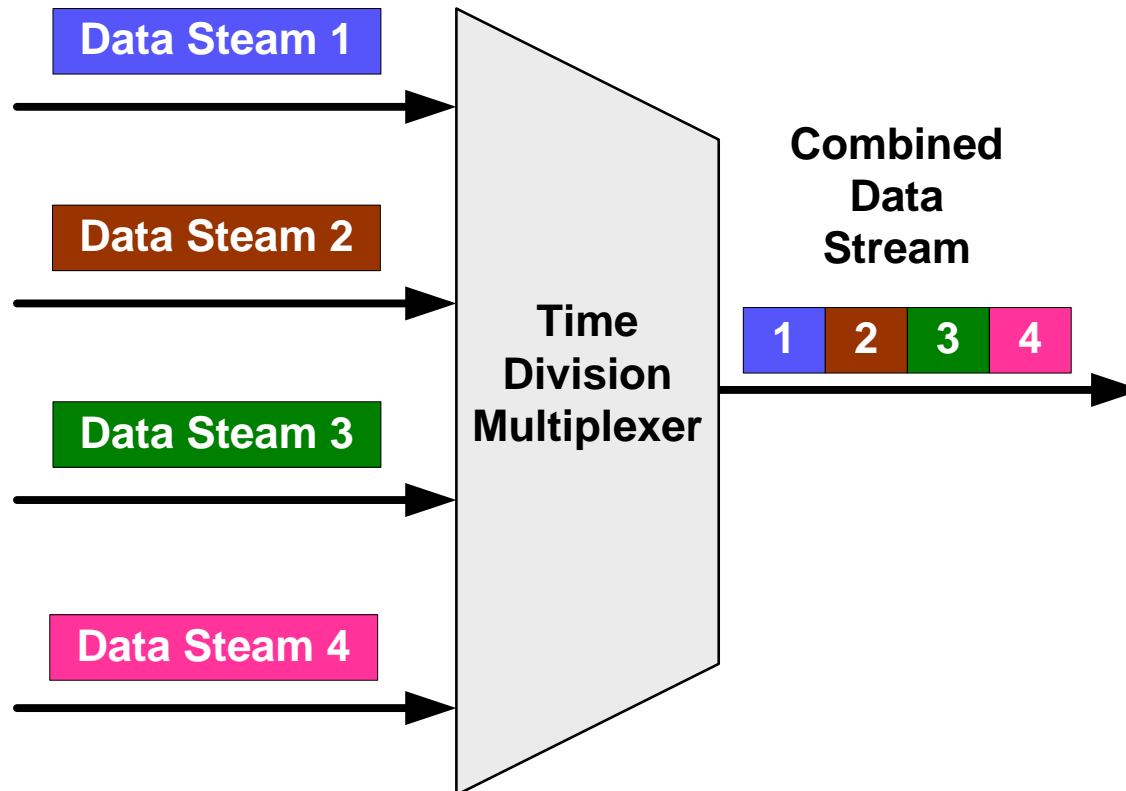 Data Steam 1
Data Steam 2
Data Steam 3
Data Steam 4
Time
Division
Multiplexer
Combined
Data
Stream
1 2 3 4